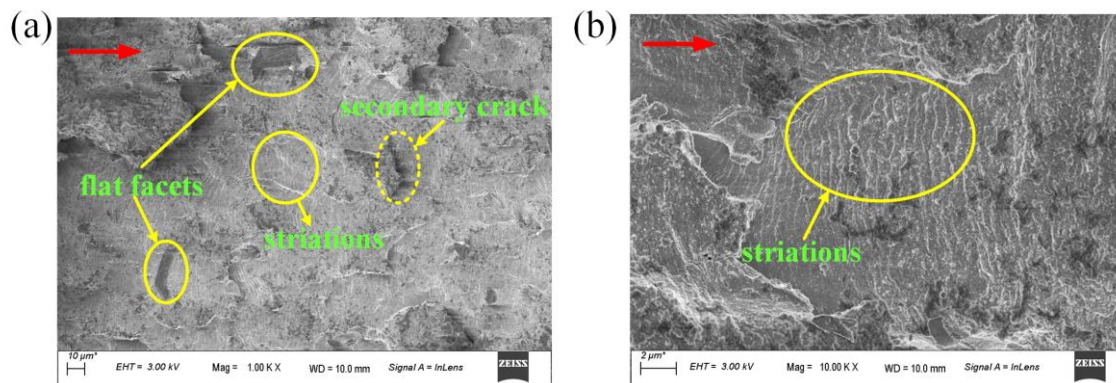 (a)
secondary crack
flat facets
striations
10 µm*
EHT = 3.00 kV
Mag = 1.00 K X
WD = 10.0 mm
Signal A = InLens
ZEISS
(b)
striations
2 µm*
EHT = 3.00 kV
Mag = 10.00 K X
WD = 10.0 mm
Signal A = InLens
ZEISS